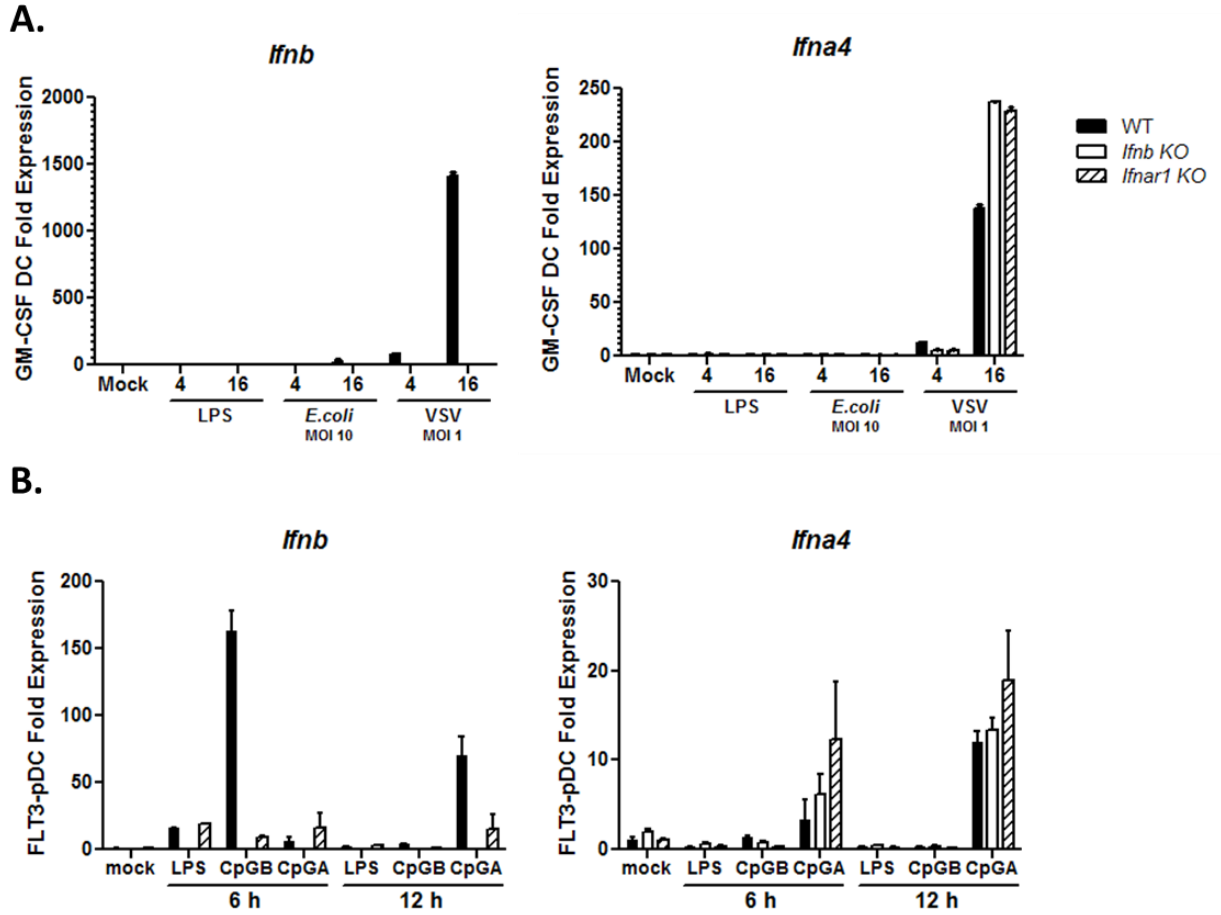 A.
Ifnb
GM-CSF DC Fold Expression
2000
1500
1000
500
0
Mock 4 16 4 16 4 16
LPS E.coli VSV
MOI 10 MOI 1
Ifna4
GM-CSF DC Fold Expression
250
200
150
100
50
0
Mock 4 16 4 16 4 16
LPS E.coli VSV
MOI 10 MOI 1
WT
Ifnb KO
Ifnar1 KO
B.
Ifnb
FLT3-pDC Fold Expression
200
150
100
50
0
mock LPS CpGB CpGA LPS CpGB CpGA
6 h 12 h
Ifna4
FLT3-pDC Fold Expression
30
20
10
0
mock LPS CpGB CpGA LPS CpGB CpGA
6 h 12 h